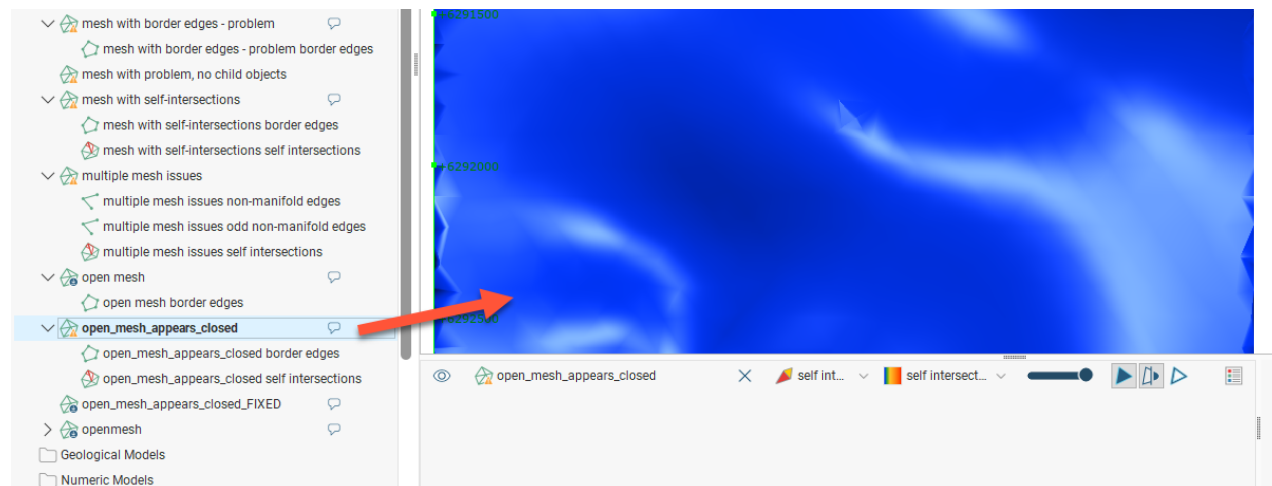 mesh with border edges - problem
mesh with border edges - problem border edges
mesh with problem, no child objects
mesh with self-intersections
mesh with self-intersections border edges
mesh with self-intersections self intersections
multiple mesh issues
multiple mesh issues non-manifold edges
multiple mesh issues odd non-manifold edges
multiple mesh issues self intersections
open mesh
open mesh border edges
open_mesh_appears_closed
open_mesh_appears_closed border edges
open_mesh_appears_closed self intersections
open_mesh_appears_closed_FIXED
openmesh
Geological Models
Numeric Models
+6291500
+6292000
+6292500
open_mesh_appears_closed
self int...
self intersect...